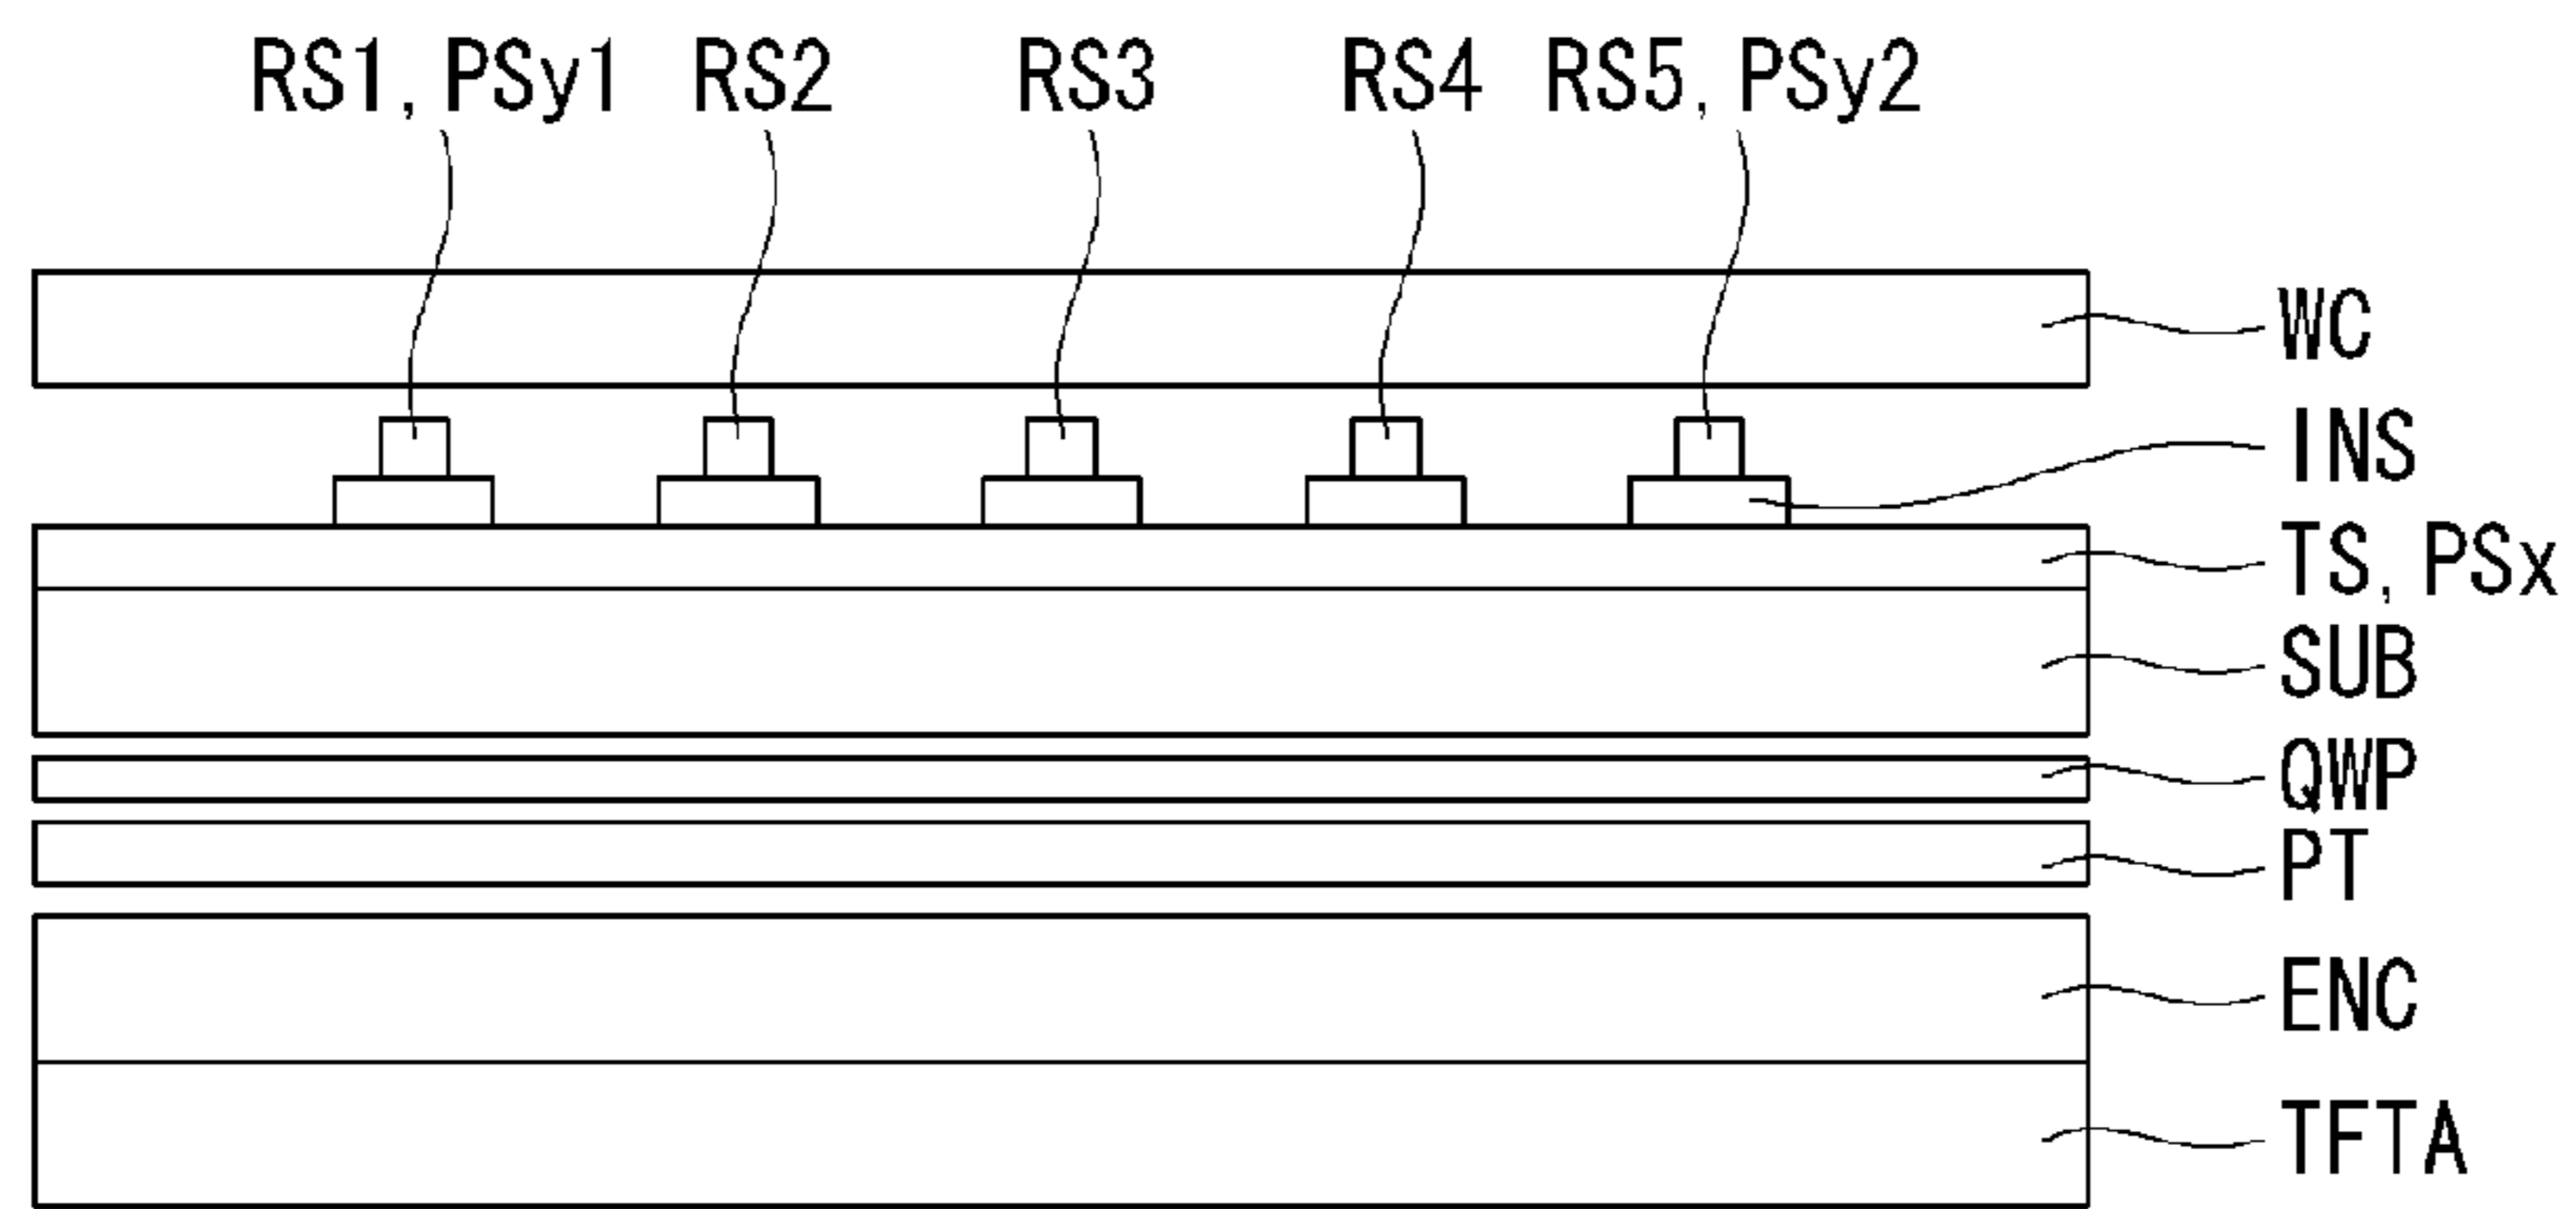 RS1, PSy1 RS2 RS3 RS4 RS5, PSy2
WC
INS
TS, PSx
SUB
QWP
PT
ENC
TFTA